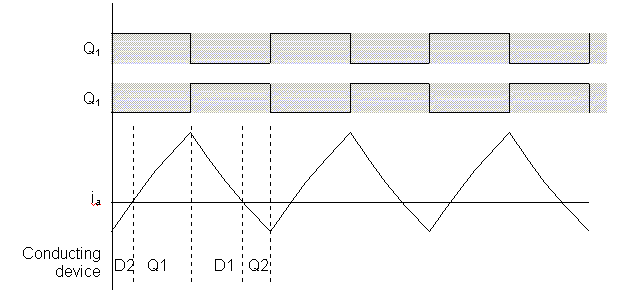 Q1
Q1
ia
Conducting
device
D2 Q1 D1 Q2